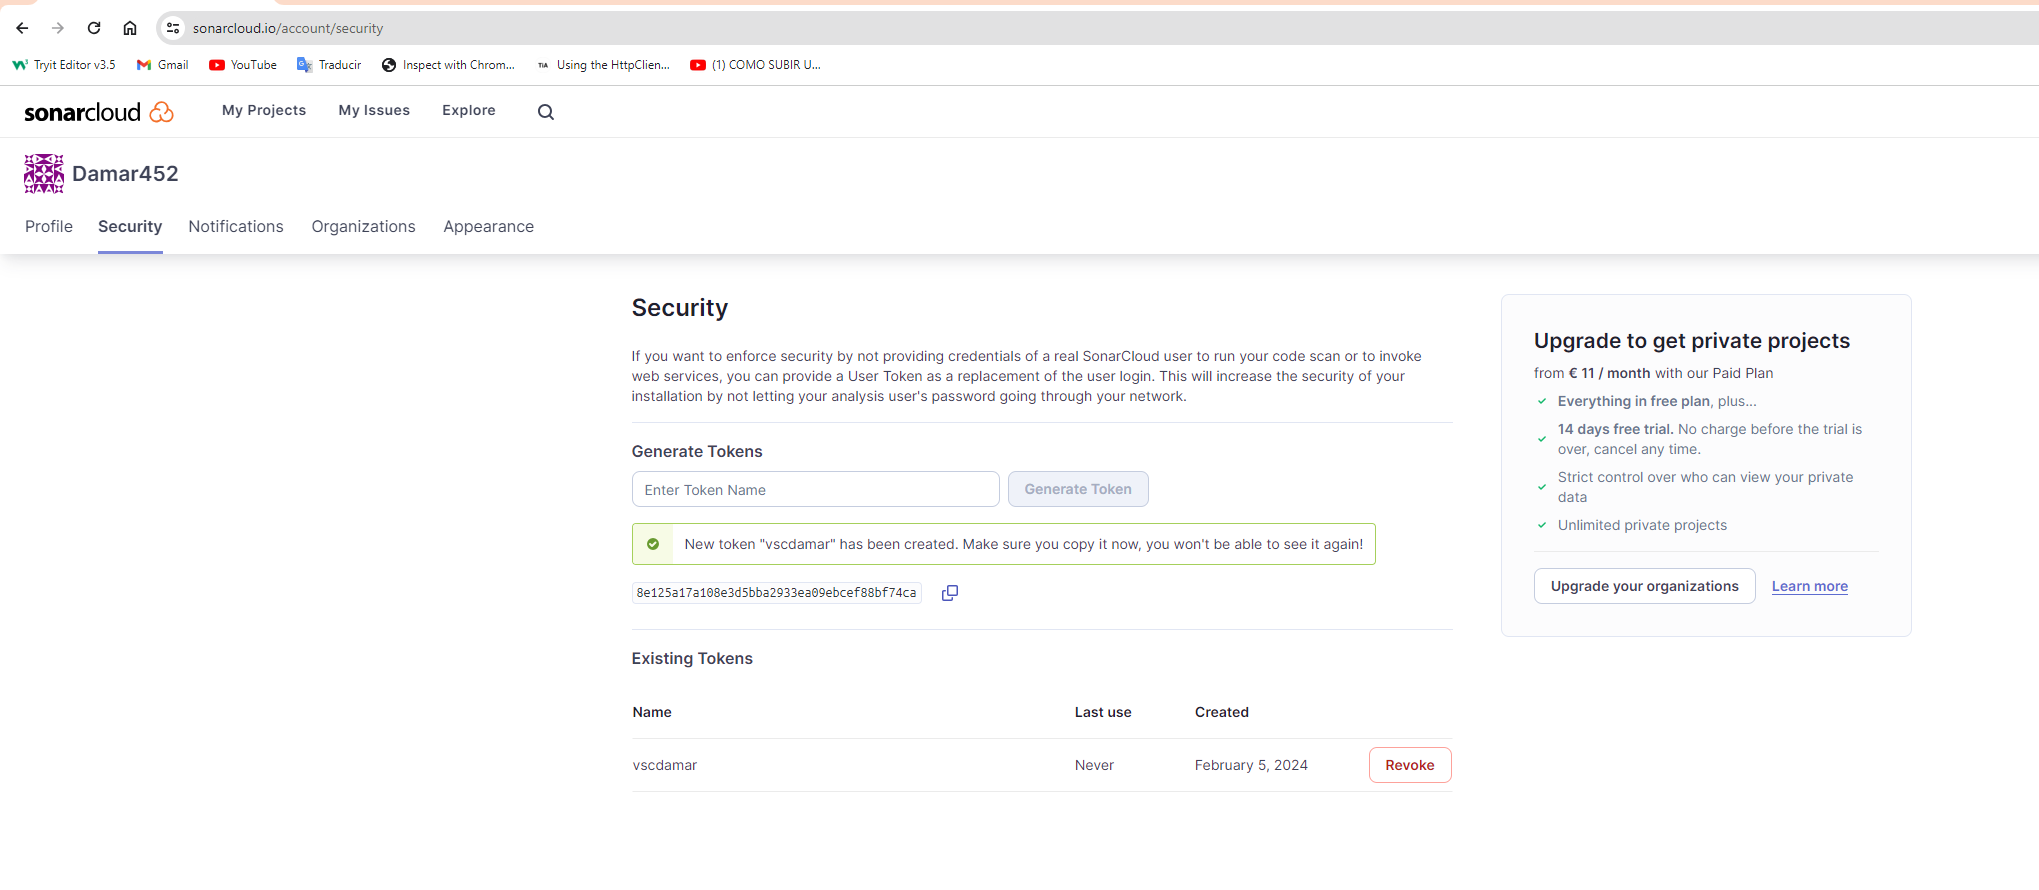 sonarcloud.io/account/security
Tryit Editor v3.5
Gmail
YouTube
Traducir
Inspect with Chrom...
Using the HttpClien...
(1) COMO SUBIR U...
sonarcloud
My Projects
My Issues
Explore
Damar452
Profile
Security
Notifications
Organizations
Appearance
Security
If you want to enforce security by not providing credentials of a real SonarCloud user to run your code scan or to invoke
web services, you can provide a User Token as a replacement of the user login. This will increase the security of your
installation by not letting your analysis user's password going through your network.
Generate Tokens
Enter Token Name
Generate Token
New token "vscdamar" has been created. Make sure you copy it now, you won't be able to see it again!
8e125a17a108e3d5bba2933ea09ebcef88bf74ca
Existing Tokens
Name
Last use
Created
vscdamar
Never
February 5, 2024
Revoke
Upgrade to get private projects
from € 11 / month with our Paid Plan
Everything in free plan, plus...
14 days free trial. No charge before the trial is
over, cancel any time.
Strict control over who can view your private
data
Unlimited private projects
Upgrade your organizations
Learn more